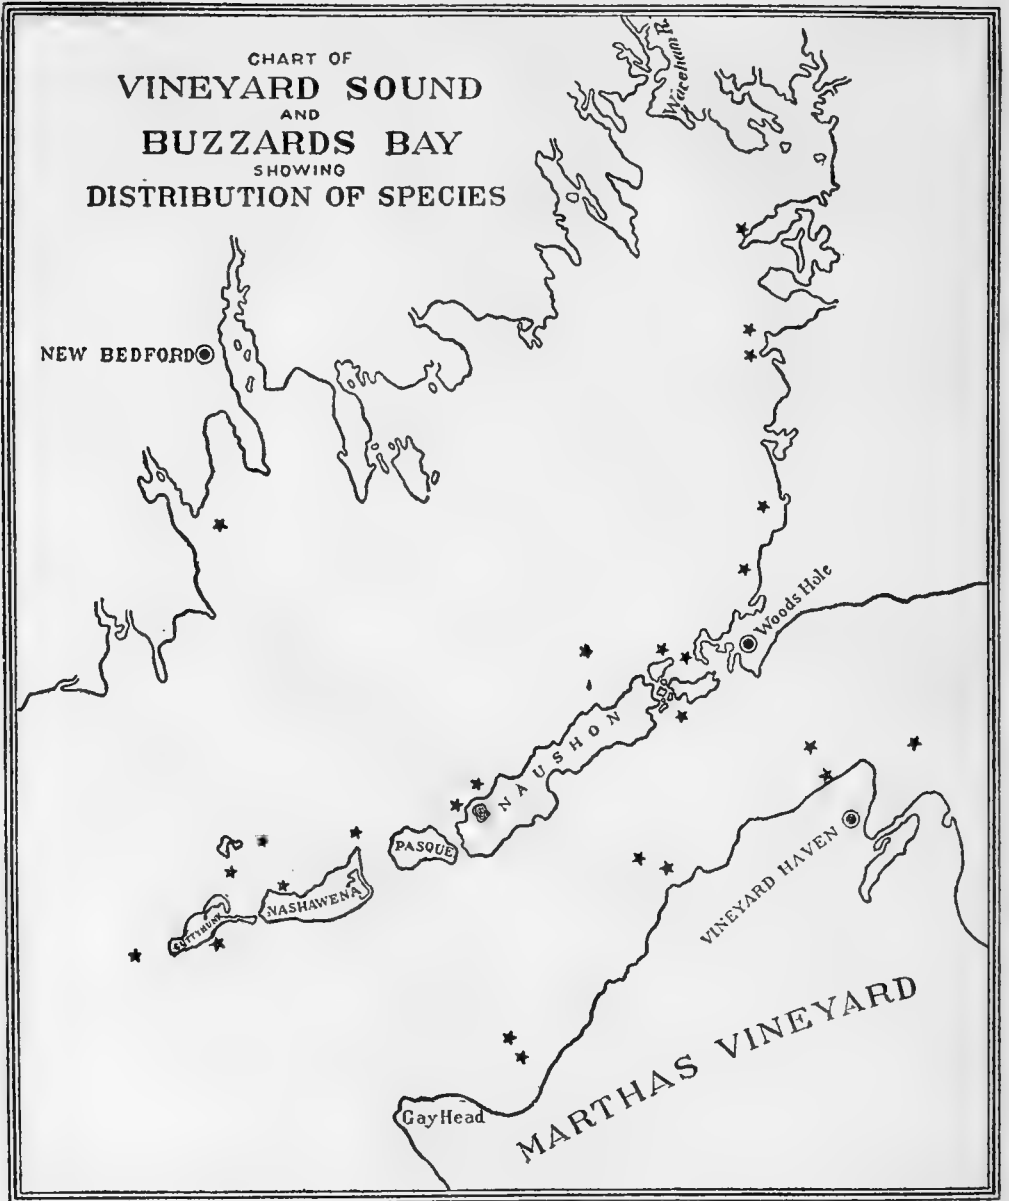 CHART OF
VINEYARD SOUND
AND
BUZZARDS BAY
SHOWING
DISTRIBUTION OF SPECIES
Wareham R.
NEW BEDFORD
Woods Hole
NAUSHON
PASQUE
NASHAWENA
CUTTYHUNK
VINEYARD HAVEN
MARTHAS VINEYARD
Gay Head